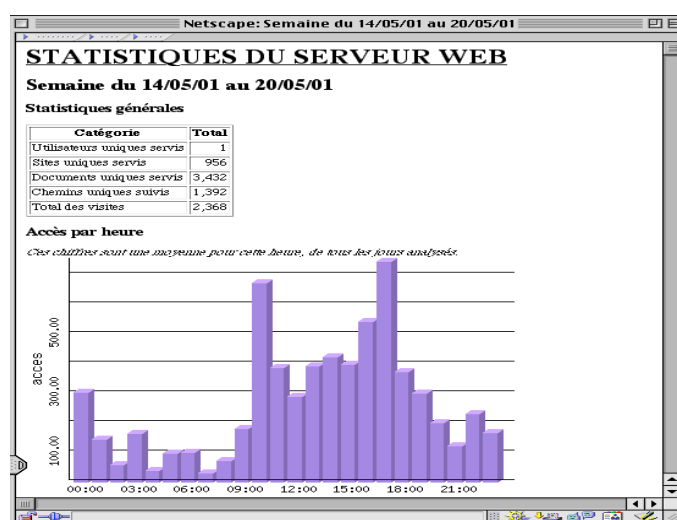 Netscape: Semaine du 14/05/01 au 20/05/01
STATISTIQUES DU SERVEUR WEB
Semaine du 14/05/01 au 20/05/01
Statistiques générales
Catégorie Total
Utilisateurs uniques servis 1
Sites uniques servis 956
Documents uniques servis 3,432
Chemins uniques suivis 1,392
Total des visites 2,368
Accès par heure
Ces chiffres sont une moyenne pour cette heure, de tous les jours analysés.
acces
500.00
300.00
100.00
00:00 03:00 06:00 09:00 12:00 15:00 18:00 21:00